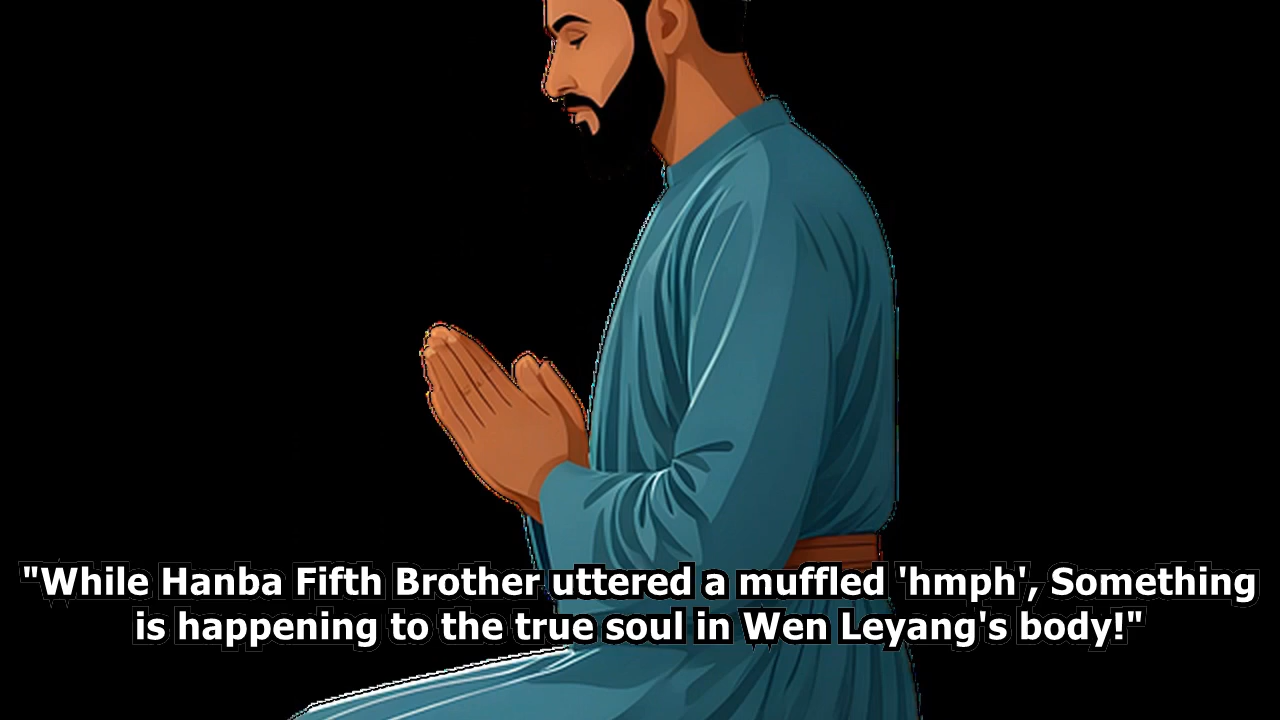 "While Hanba Fifth Brother uttered a muffled 'hmph', Something
is happening to the true soul in Wen Leyang's body!"